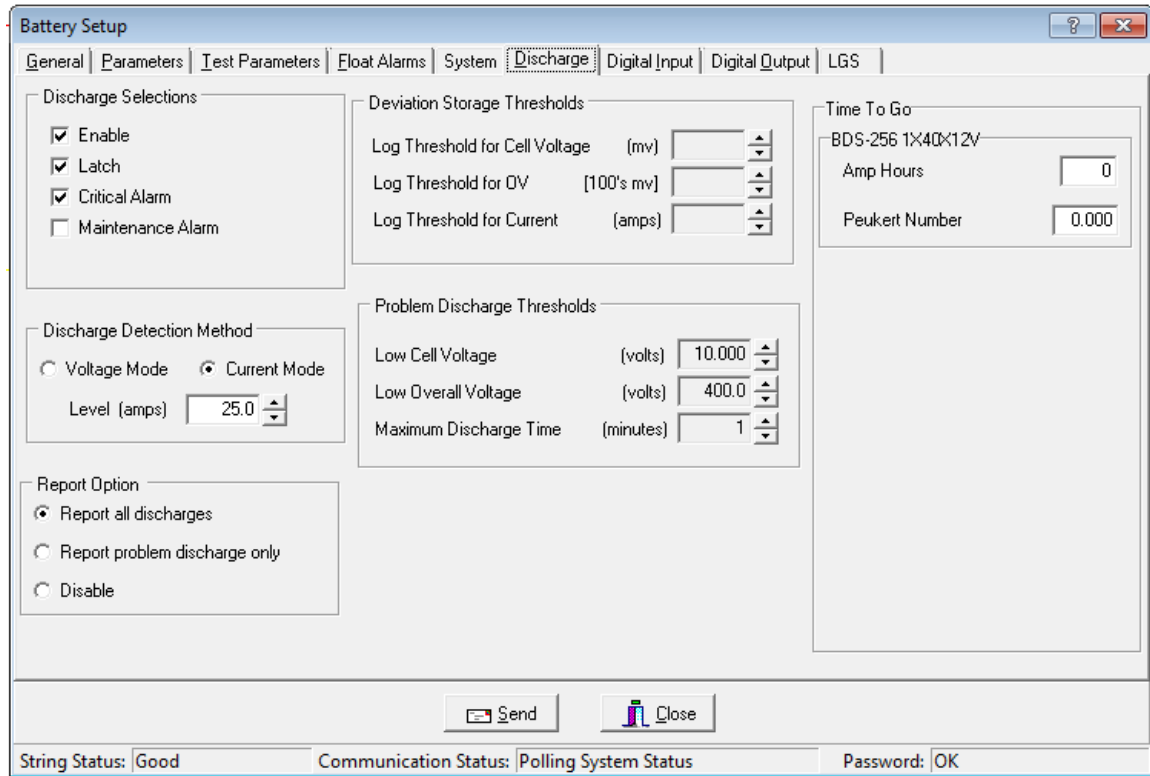 Battery Setup
General Parameters Test Parameters Float Alarms System Discharge Digital Input Digital Output LGS
Discharge Selections
Enable
Latch
Critical Alarm
Maintenance Alarm
Discharge Detection Method
Voltage Mode Current Mode
Level (amps) 25.0
Report Option
Report all discharges
Report problem discharge only
Disable
Deviation Storage Thresholds
Log Threshold for Cell Voltage (mv)
Log Threshold for OV [100's mv]
Log Threshold for Current (amps)
Problem Discharge Thresholds
Low Cell Voltage (volts) 10.000
Low Overall Voltage (volts) 400.0
Maximum Discharge Time (minutes) 1
Time To Go
BDS-256 1X40X12V
Amp Hours 0
Peukert Number 0.000
Send Close
String Status: Good Communication Status: Polling System Status Password: OK